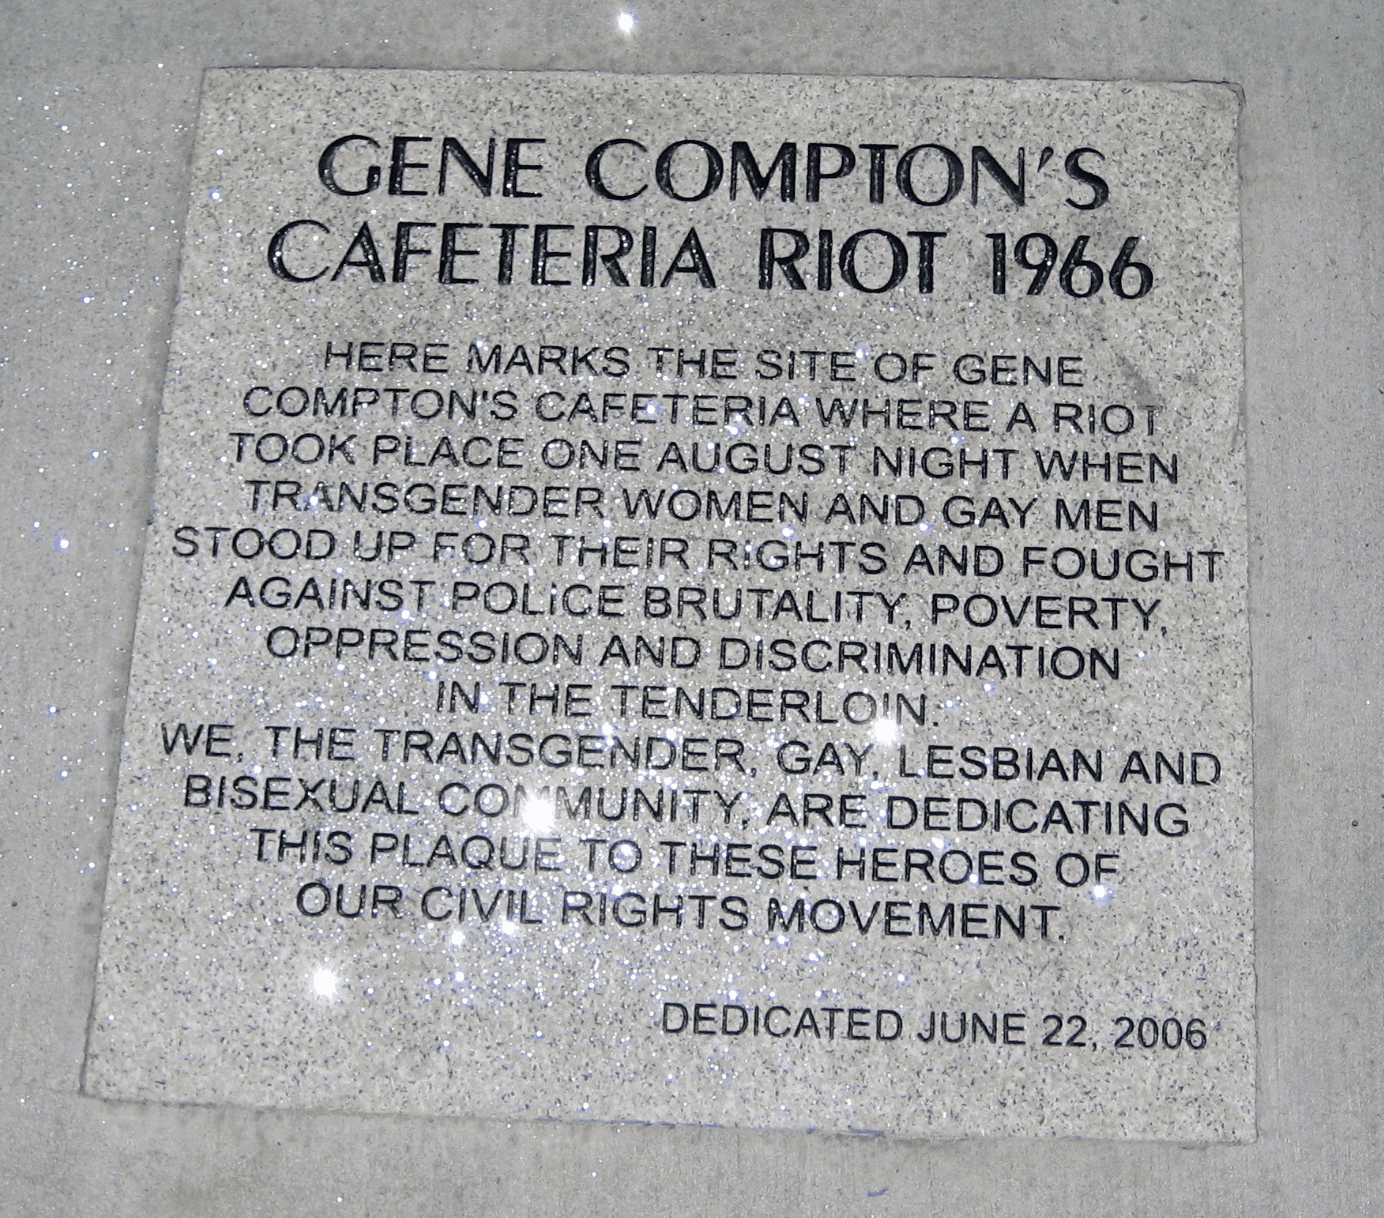 GENE COMPTON'S
CAFETERIA RIOT 1966
HERE MARKS THE SITE OF GENE
COMPTON'S CAFETERIA WHERE A RIOT
TOOK PLACE ONE AUGUST NIGHT WHEN
TRANSGENDER WOMEN AND GAY MEN
STOOD UP FOR THEIR RIGHTS AND FOUGHT
AGAINST POLICE BRUTALITY, POVERTY,
OPPRESSION AND DISCRIMINATION
IN THE TENDERLOIN.
WE, THE TRANSGENDER, GAY, LESBIAN AND
BISEXUAL COMMUNITY, ARE DEDICATING
THIS PLAQUE TO THESE HEROES OF
OUR CIVIL RIGHTS MOVEMENT.
DEDICATED JUNE 22, 2006